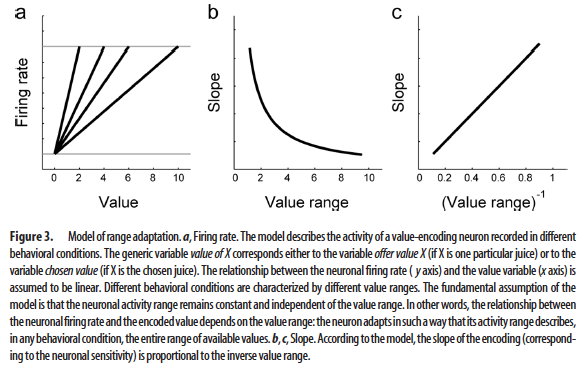 a
b
c
Firing rate
0 2 4 6 8 10
Value
Slope
0 2 4 6 8 10
Value range
Slope
0 0.2 0.4 0.6 0.8 1
(Value range)⁻¹
Figure 3. Model of range adaptation. a, Firing rate. The model describes the activity of a value-encoding neuron recorded in different
behavioral conditions. The generic variable value of X corresponds either to the variable offer value X (if X is one particular juice) or to the
variable chosen value (if X is the chosen juice). The relationship between the neuronal firing rate ( y axis) and the value variable (x axis) is
assumed to be linear. Different behavioral conditions are characterized by different value ranges. The fundamental assumption of the
model is that the neuronal activity range remains constant and independent of the value range. In other words, the relationship between
the neuronal firing rate and the encoded value depends on the value range: the neuron adapts in such a way that its activity range describes,
in any behavioral condition, the entire range of available values. b, c, Slope. According to the model, the slope of the encoding (correspond-
ing to the neuronal sensitivity) is proportional to the inverse value range.